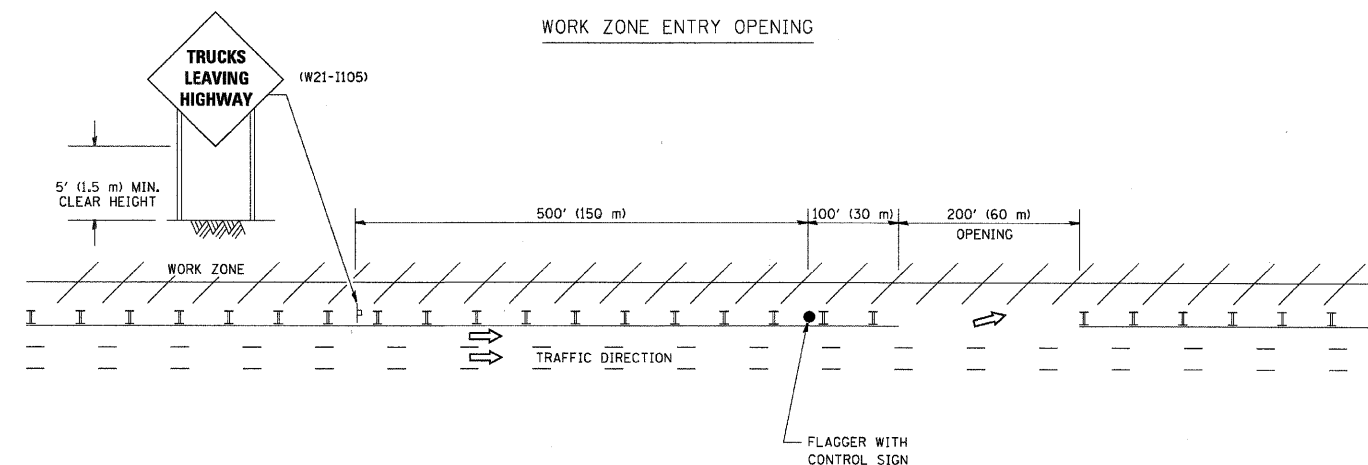 WORK ZONE ENTRY OPENING
TRUCKS
LEAVING
HIGHWAY
(W21-I105)
5' (1.5 m) MIN.
CLEAR HEIGHT
500' (150 m)
100' (30 m)
200' (60 m)
OPENING
WORK ZONE
TRAFFIC DIRECTION
FLAGGER WITH
CONTROL SIGN